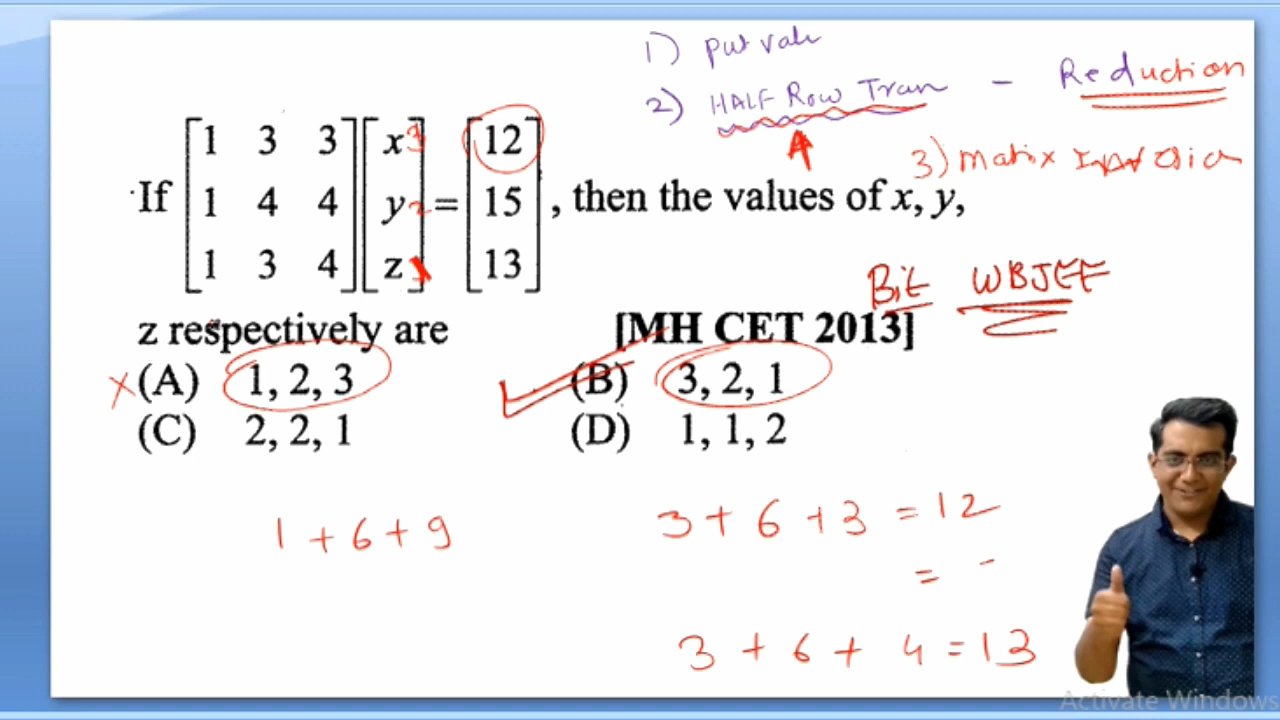 1) Put valu
2) HALF Row Tran – Reduction
3) Matrix
If [1 3 3] [x 3] [12]
[1 4 4] [y 2] = [15], then the values of x, y,
[1 3 4] [z 1] [13]
Bit WBJEE
z respectively are [MH CET 2013]
X (A) 1, 2, 3 (B) 3, 2, 1
(C) 2, 2, 1 (D) 1, 1, 2
1 + 6 + 9 3 + 6 + 3 = 12
= -
3 + 6 + 4 = 13
Activate Windows